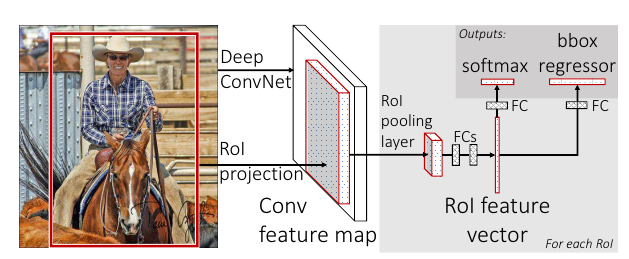 Deep
ConvNet
RoI
projection
Conv
feature map
RoI
pooling
layer
FCs
RoI feature
vector
Outputs:
softmax
bbox
regressor
FC
FC
For each RoI